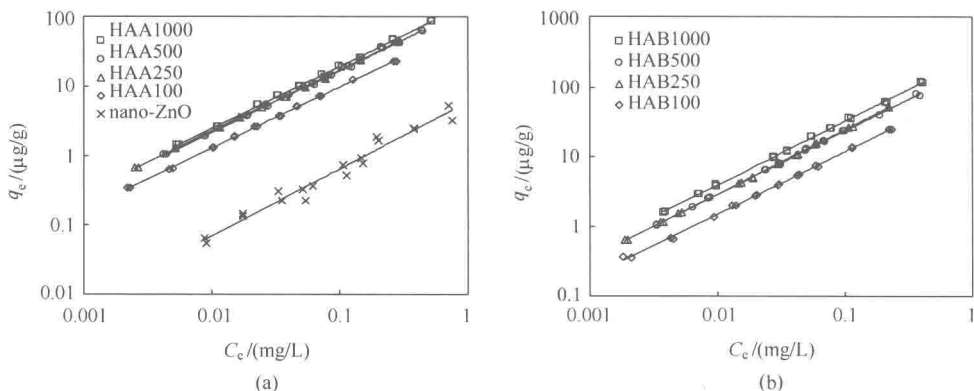 100
10
1
0.1
0.01
q_e/(μg/g)
HAA1000
HAA500
HAA250
HAA100
nano-ZnO
0.001
0.01
0.1
1
C_e/(mg/L)
(a)
1000
100
10
1
0.1
q_e/(μg/g)
HAB1000
HAB500
HAB250
HAB100
0.001
0.01
0.1
1
C_e/(mg/L)
(b)